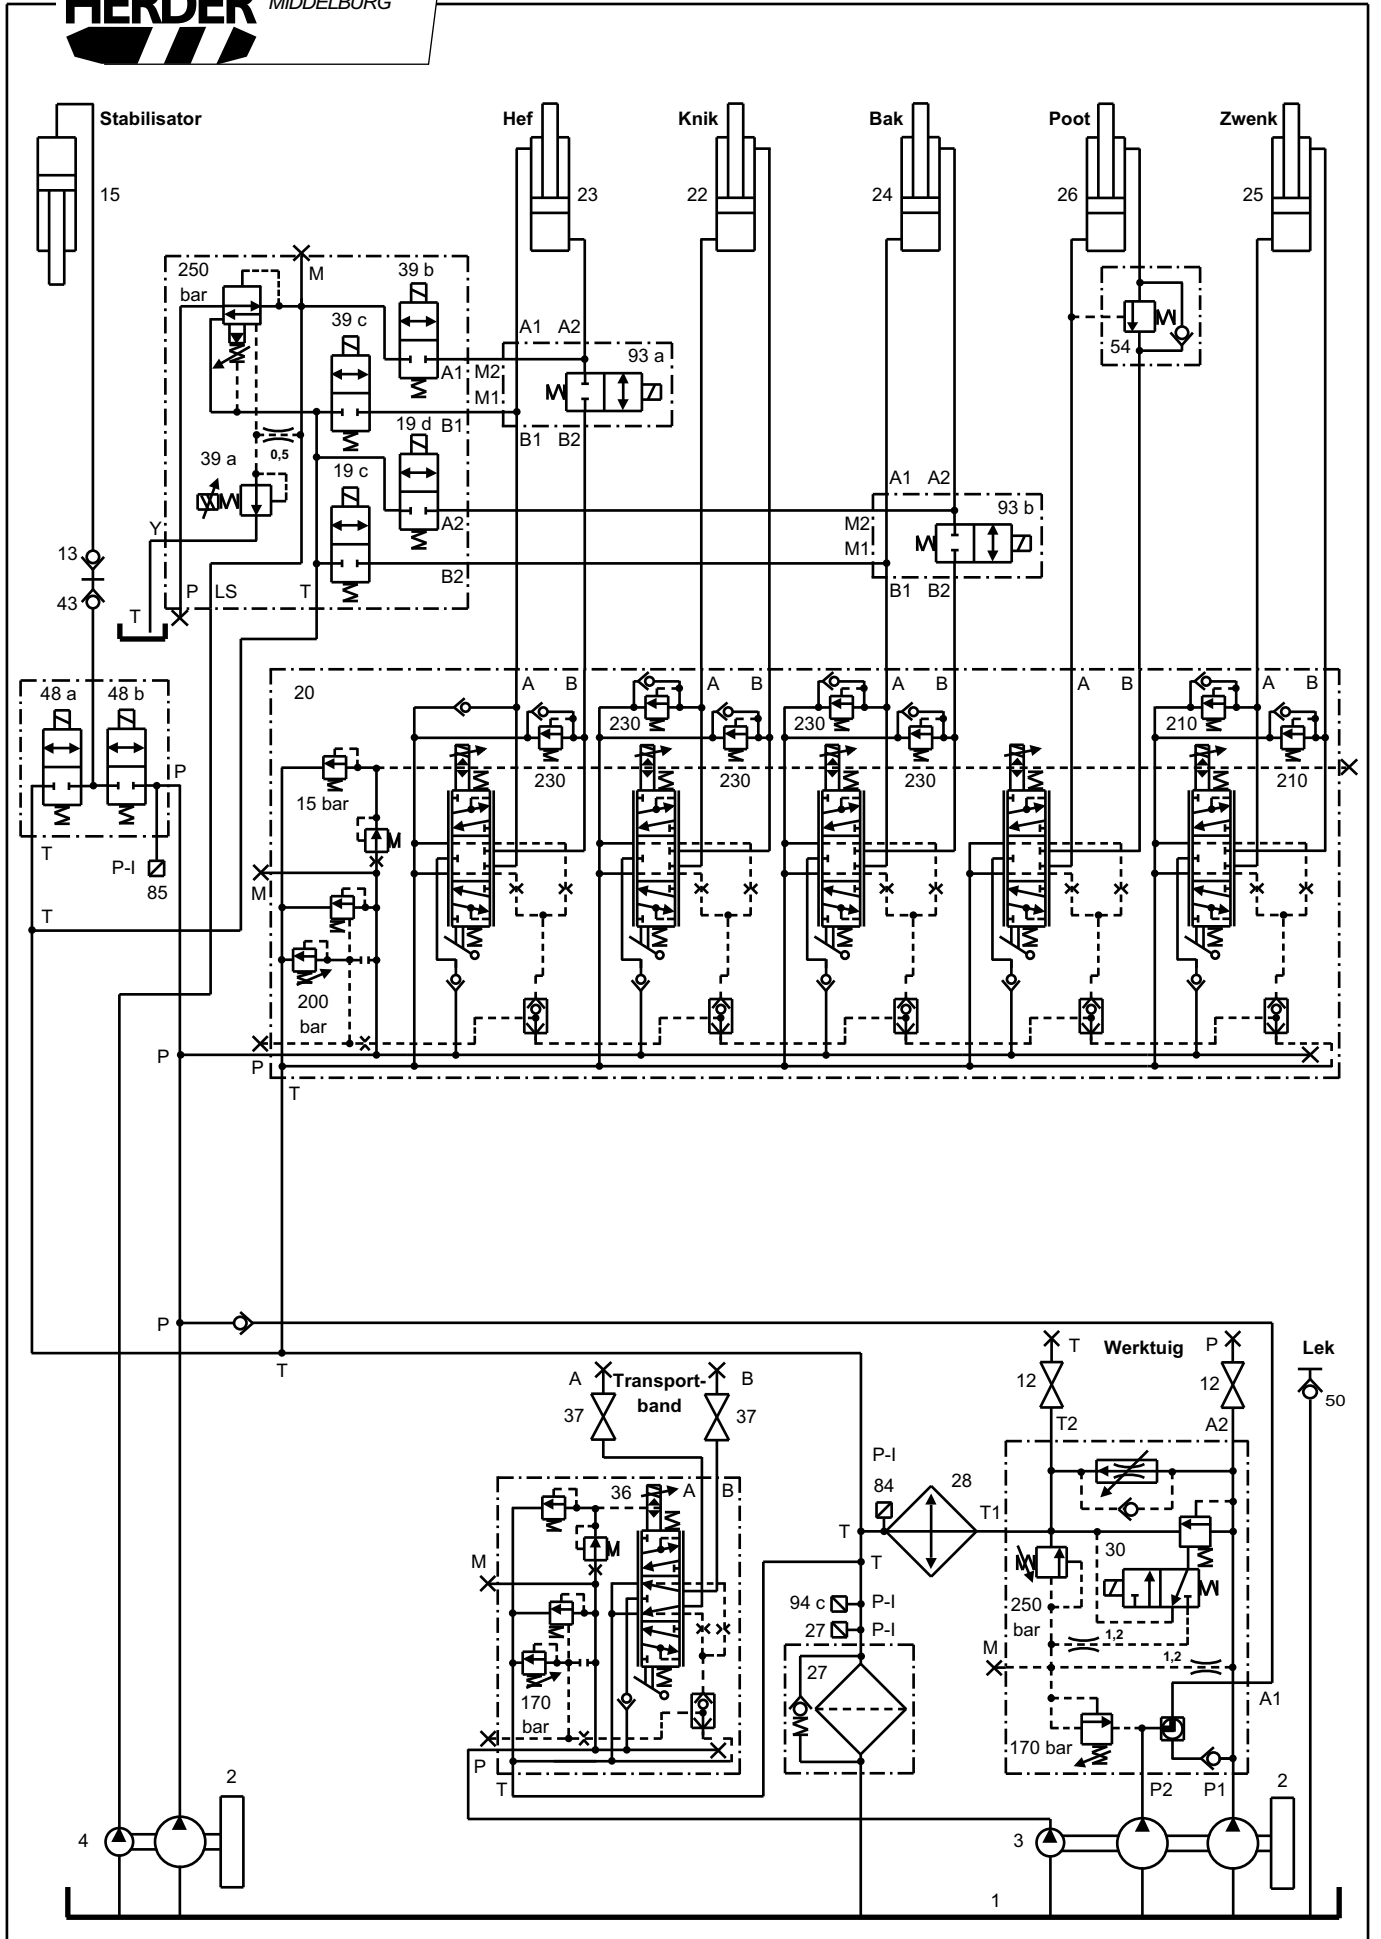 HERDER
MIDDELBURG
Stabilisator
Hef
Knik
Bak
Poot
Zwenk
15
23
22
24
26
25
250
bar
M
39 b
39 c
A1
A2
93 a
54
A1
M2
M1
B1
19 d
B1
B2
39 a
0,5
19 c
A1
A2
93 b
A2
M2
Y
M1
13
B2
P
LS
T
B1
B2
43
T
48 a
48 b
20
A
B
A
B
A
B
A
B
A
B
P
230
230
210
230
230
230
210
15 bar
T
P-I
85
M
T
200
bar
P
P
T
P
T
A
Transport-
band
B
37
37
T
Werktuig
P
Lek
12
12
50
T2
A2
P-I
84
28
36
A
B
T1
T
T
30
M
94 c
P-I
250
bar
27
P-I
1,2
M
1,2
27
170
bar
A1
170 bar
P
T
P2
P1
2
2
4
3
1